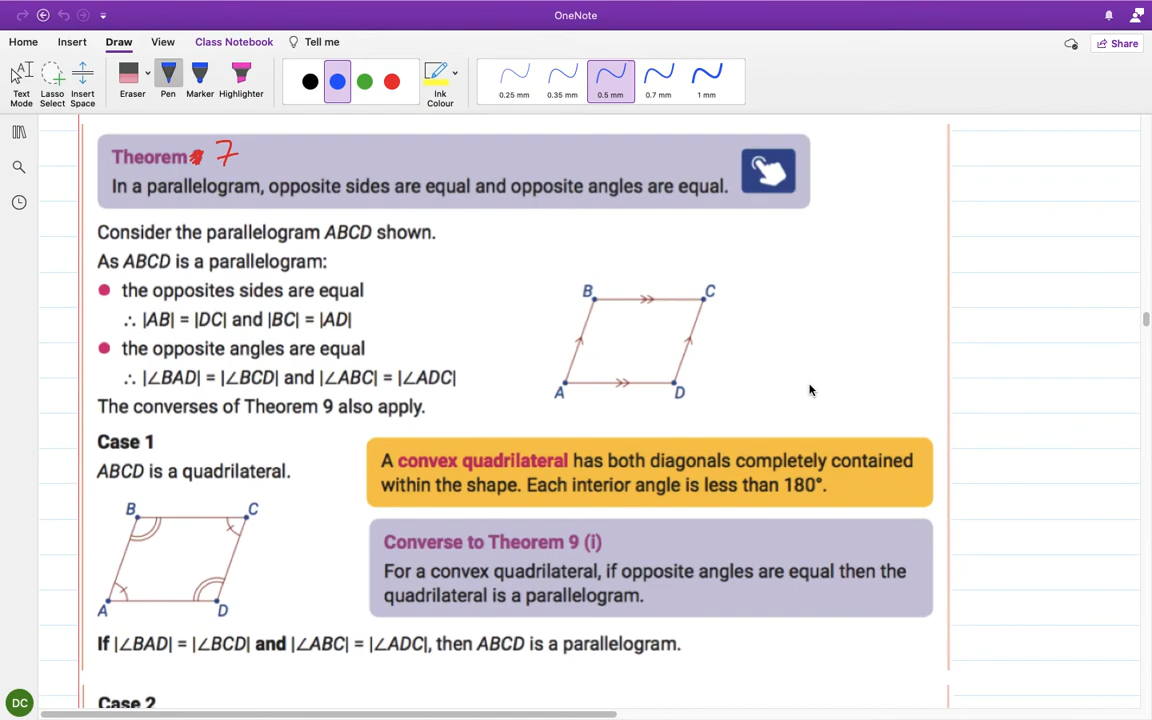 OneNote
Home Insert Draw View Class Notebook Tell me
Share
Text Mode
Lasso Select
Insert Space
Eraser
Pen
Marker
Highlighter
Ink Colour
0.25 mm
0.35 mm
0.5 mm
0.7 mm
1 mm
Theorem 7
In a parallelogram, opposite sides are equal and opposite angles are equal.
Consider the parallelogram ABCD shown.
As ABCD is a parallelogram:
the opposites sides are equal
∴ |AB| = |DC| and |BC| = |AD|
the opposite angles are equal
∴ |∠BAD| = |∠BCD| and |∠ABC| = |∠ADC|
The converses of Theorem 9 also apply.
B C
A D
Case 1
ABCD is a quadrilateral.
A convex quadrilateral has both diagonals completely contained
within the shape. Each interior angle is less than 180°.
B C
A D
Converse to Theorem 9 (i)
For a convex quadrilateral, if opposite angles are equal then the
quadrilateral is a parallelogram.
If |∠BAD| = |∠BCD| and |∠ABC| = |∠ADC|, then ABCD is a parallelogram.
Case 2
DC